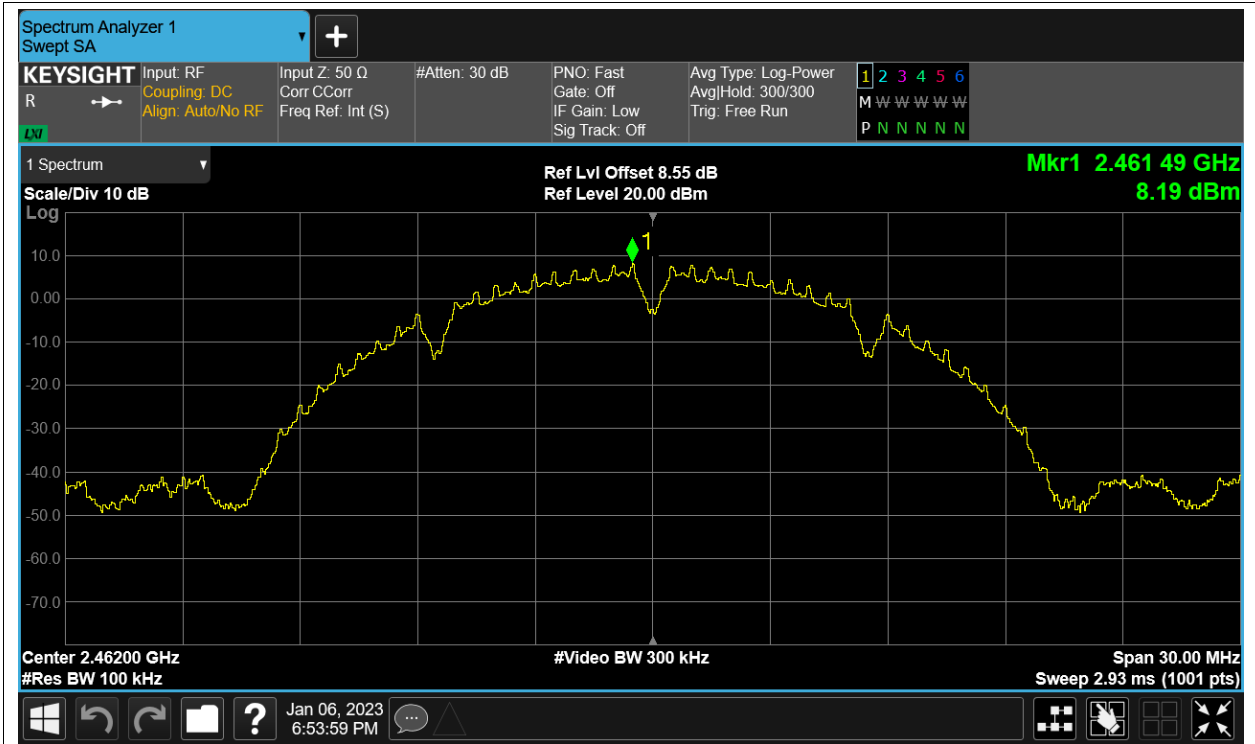 Spectrum Analyzer 1
Swept SA
KEYSIGHT
R
LXI
Input: RF
Coupling: DC
Align: Auto/No RF
Input Z: 50 Ω
Corr CCorr
Freq Ref: Int (S)
#Atten: 30 dB
PNO: Fast
Gate: Off
IF Gain: Low
Sig Track: Off
Avg Type: Log-Power
Avg|Hold: 300/300
Trig: Free Run
1 2 3 4 5 6
M W W W W W W
P N N N N N N
1 Spectrum
Scale/Div 10 dB
Log
Ref Lvl Offset 8.55 dB
Ref Level 20.00 dBm
Mkr1 2.461 49 GHz
8.19 dBm
1
10.0
0.00
-10.0
-20.0
-30.0
-40.0
-50.0
-60.0
-70.0
Center 2.46200 GHz
#Video BW 300 kHz
Span 30.00 MHz
#Res BW 100 kHz
Sweep 2.93 ms (1001 pts)
?
Jan 06, 2023
6:53:59 PM